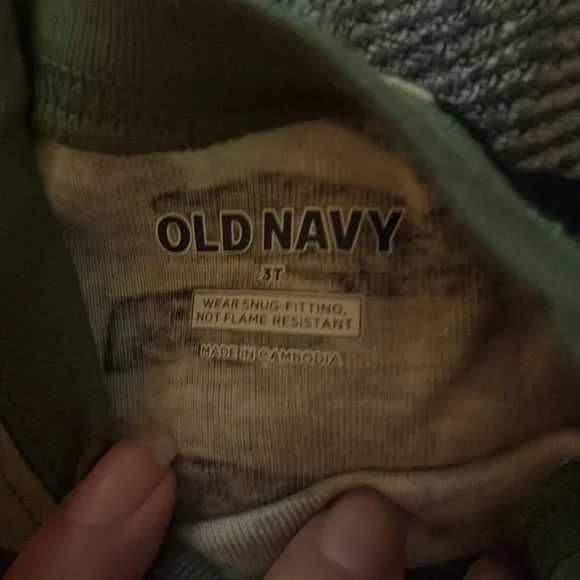 OLD NAVY
3T
WEAR SNUG-FITTING,
NOT FLAME RESISTANT
MADE IN CAMBODIA